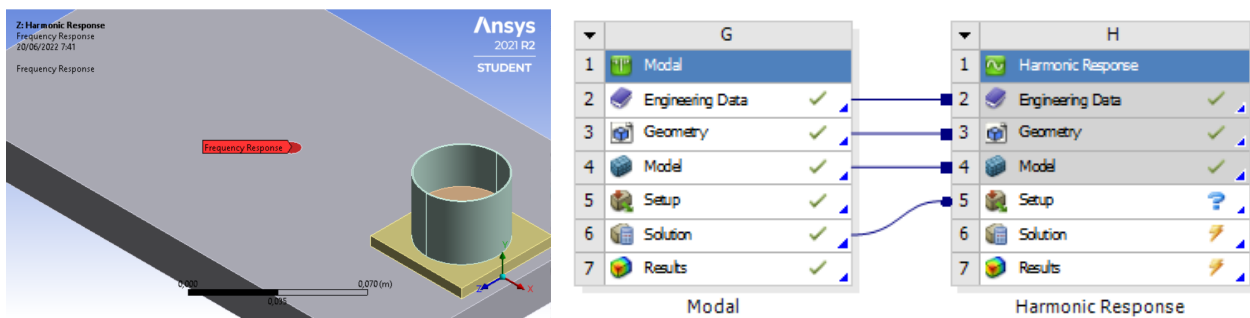 Z: Harmonic Response
Frequency Response
20/06/2022 7:41
Frequency Response
Ansys
2021 R2
STUDENT
Frequency Response
0,000
0,070 (m)
0,035
Y
Z
X
G
1 Modal
2 Engineering Data
3 Geometry
4 Model
5 Setup
6 Solution
7 Results
Modal
H
1 Harmonic Response
2 Engineering Data
3 Geometry
4 Model
5 Setup
6 Solution
7 Results
Harmonic Response